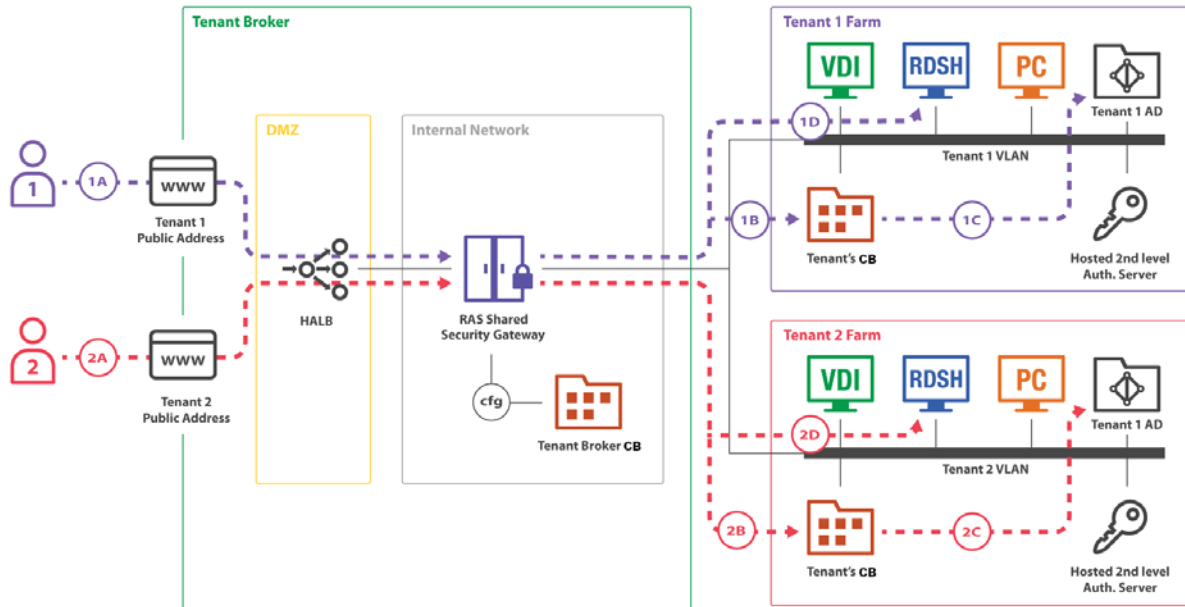 Tenant Broker
DMZ
Internal Network
1
1A
www
Tenant 1
Public Address
HALB
RAS Shared
Security Gateway
2
2A
www
Tenant 2
Public Address
cfg
Tenant Broker CB
Tenant 1 Farm
VDI
RDSH
PC
1D
Tenant 1 AD
Tenant 1 VLAN
1B
1C
Tenant's CB
Hosted 2nd level
Auth. Server
Tenant 2 Farm
VDI
RDSH
PC
2D
Tenant 1 AD
Tenant 2 VLAN
2B
2C
Tenant's CB
Hosted 2nd level
Auth. Server